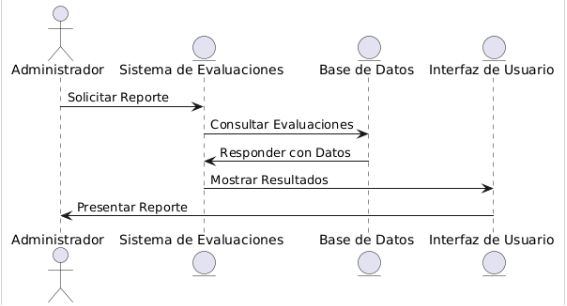 Administrador Sistema de Evaluaciones Base de Datos Interfaz de Usuario
Solicitar Reporte
Consultar Evaluaciones
Responder con Datos
Mostrar Resultados
Presentar Reporte
Administrador Sistema de Evaluaciones Base de Datos Interfaz de Usuario